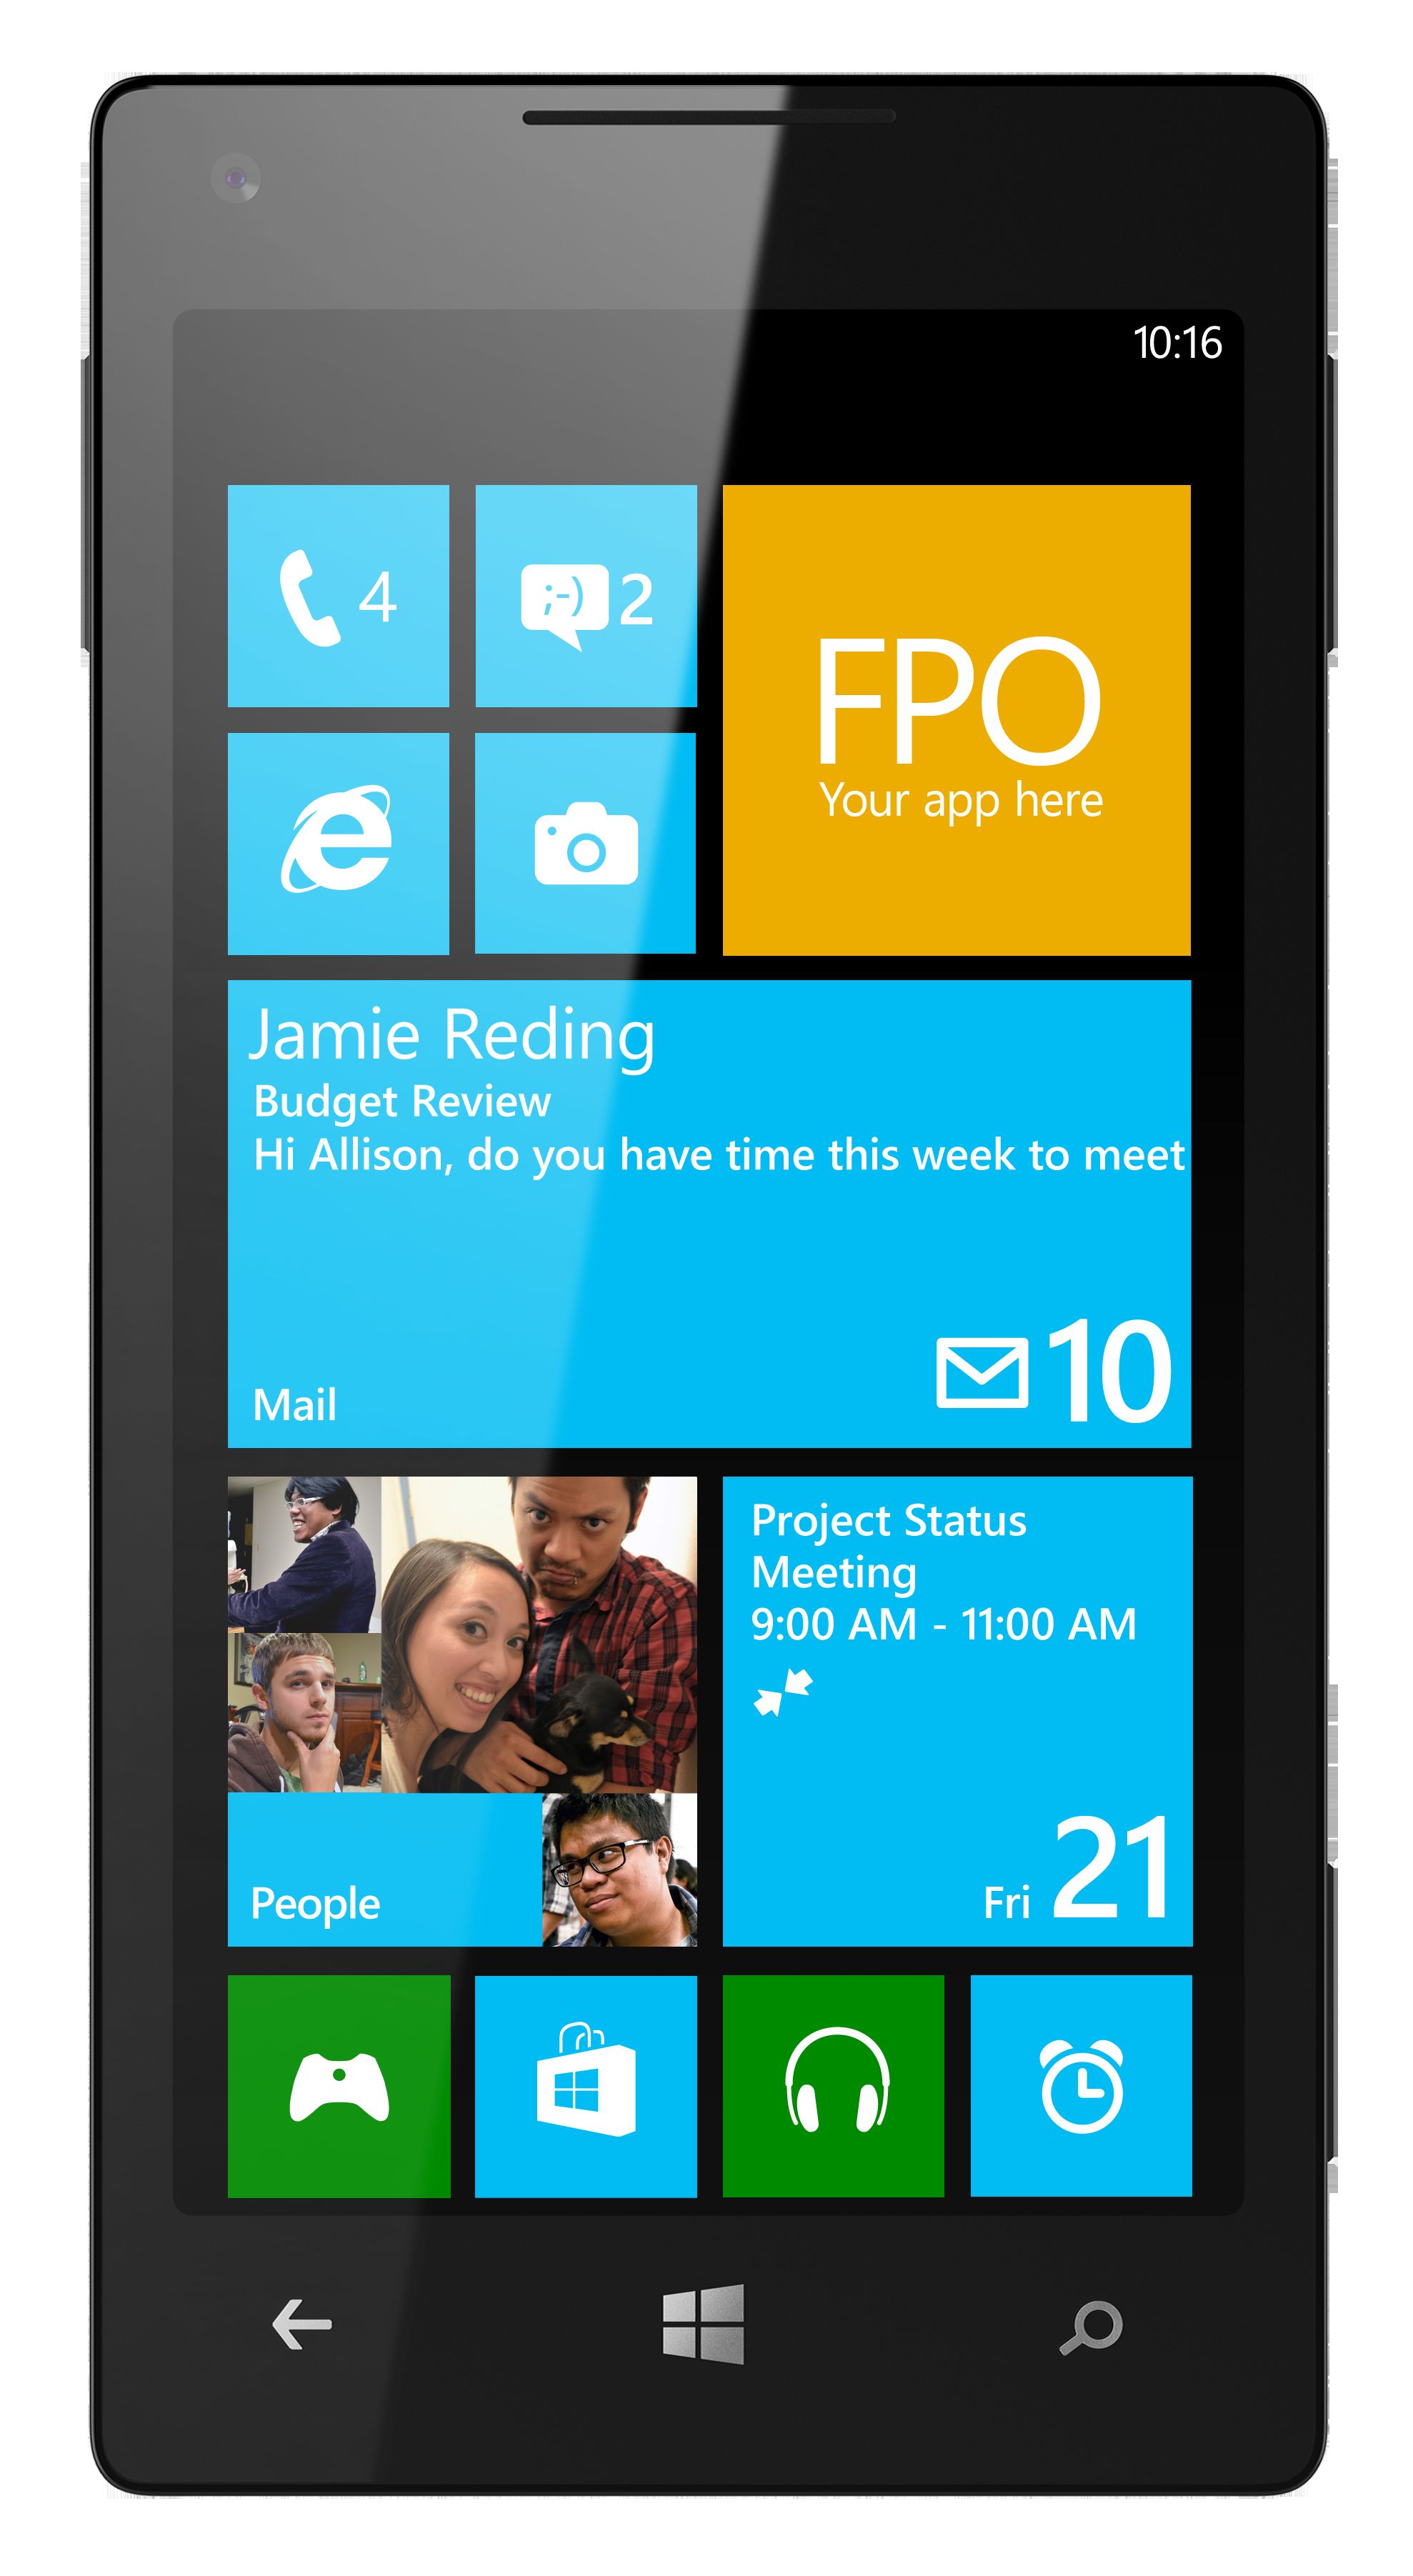 10:16
4
;-) 2
FPO
Your app here
Jamie Reding
Budget Review
Hi Allison, do you have time this week to meet
10
Mail
Project Status
Meeting
9:00 AM - 11:00 AM
Fri 21
People